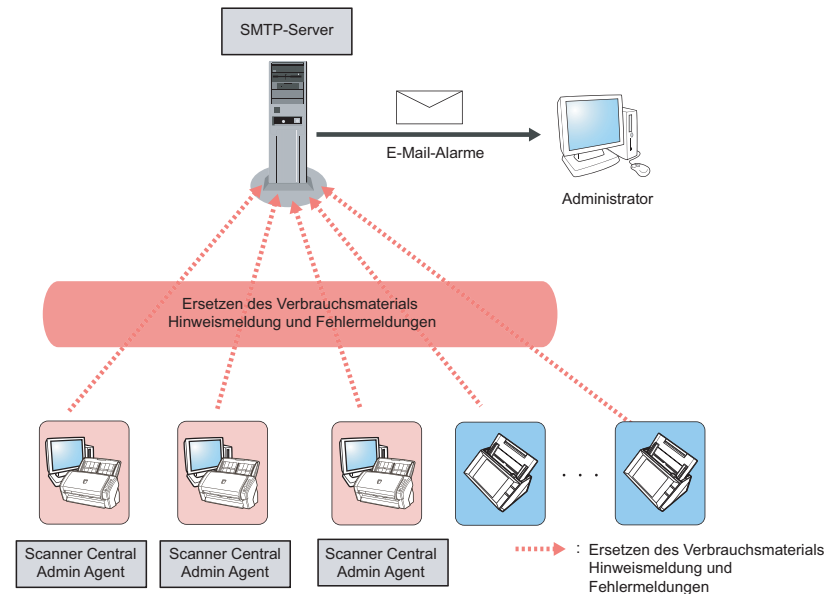 SMTP-Server
E-Mail-Alarme
Administrator
Ersetzen des Verbrauchsmaterials
Hinweismeldung und Fehlermeldungen
. . .
Scanner Central
Admin Agent
Scanner Central
Admin Agent
Scanner Central
Admin Agent
: Ersetzen des Verbrauchsmaterials
Hinweismeldung und
Fehlermeldungen